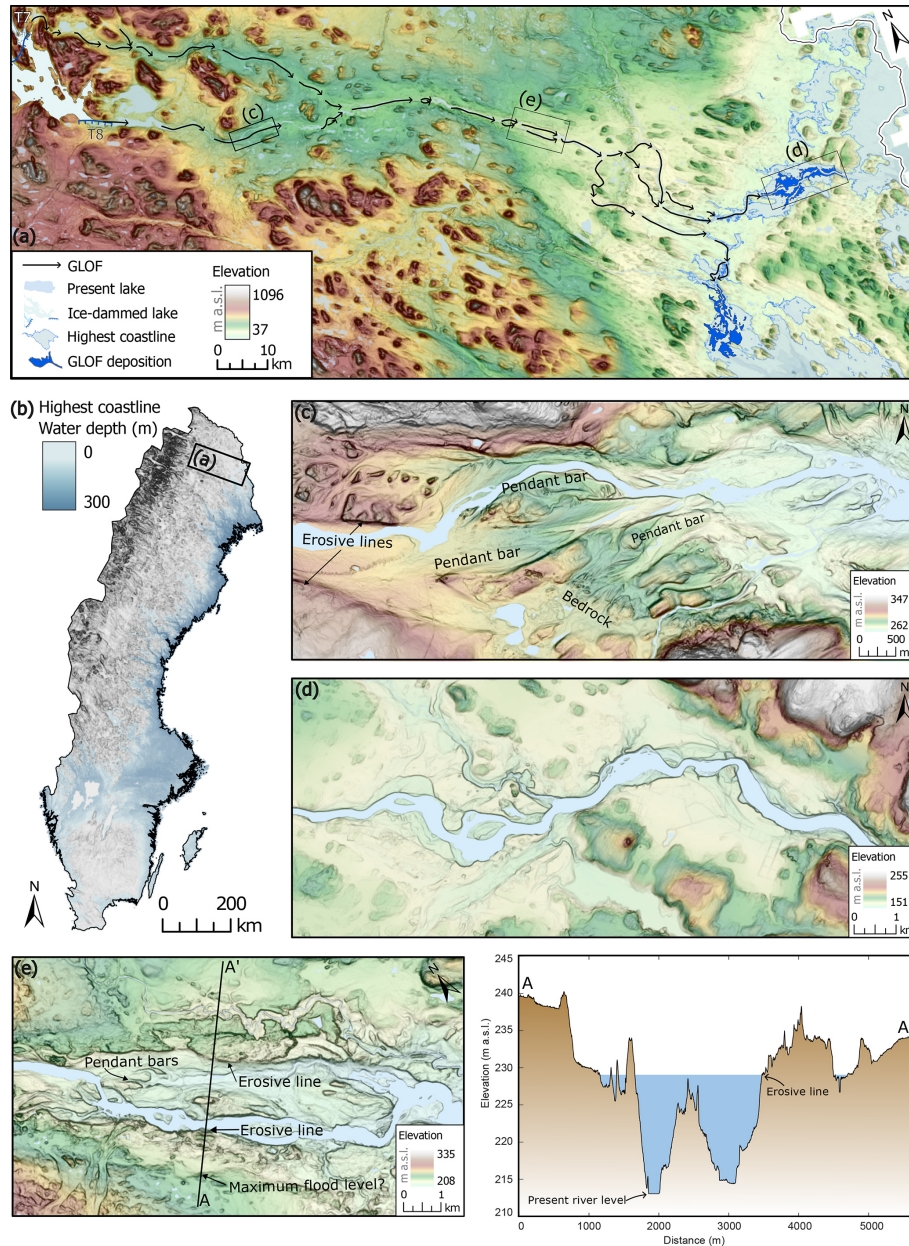 T7
N
(c)
(e)
T8
(d)
(a)
GLOF
Present lake
Ice-dammed lake
Highest coastline
GLOF deposition
Elevation
m a.s.l.
1096
37
0 10
km
(b) Highest coastline
Water depth (m)
0
300
(a)
N
0 200
km
(c)
N
Pendant bar
Erosive lines
Pendant bar
Pendant bar
Bedrock
Elevation
m a.s.l.
347
262
0 500
m
(d)
N
Elevation
m a.s.l.
255
151
0 1
km
(e)
A'
N
Pendant bars
Erosive line
Erosive line
Maximum flood level?
A
Elevation
m a.s.l.
335
208
0 1
km
245
240
235
230
225
220
215
210
Elevation (m a.s.l.)
A
A
Erosive line
Present river level
0 1000 2000 3000 4000 5000
Distance (m)